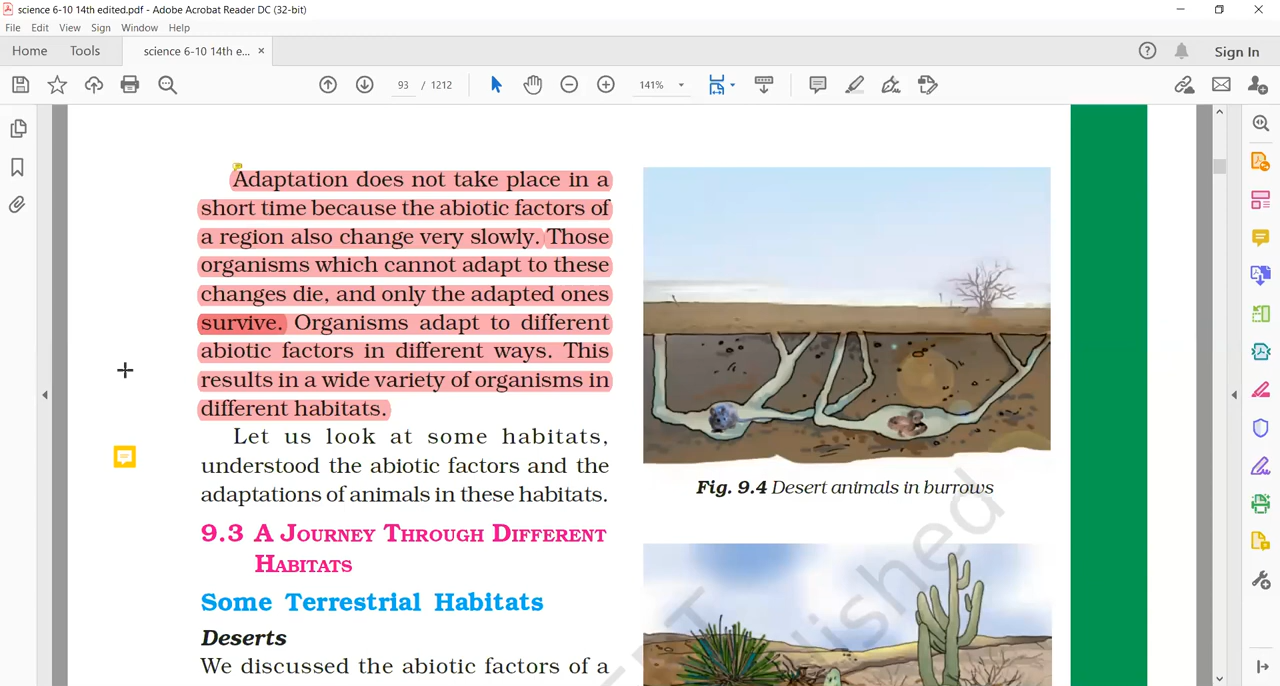 science 6-10 14th edited.pdf - Adobe Acrobat Reader DC (32-bit)
File Edit View Sign Window Help
Home Tools science 6-10 14th e... × Sign In
93 / 1212 141%
Adaptation does not take place in a
short time because the abiotic factors of
a region also change very slowly. Those
organisms which cannot adapt to these
changes die, and only the adapted ones
survive. Organisms adapt to different
abiotic factors in different ways. This
results in a wide variety of organisms in
different habitats.
Let us look at some habitats,
understood the abiotic factors and the
adaptations of animals in these habitats.
9.3 A Journey Through Different
Habitats
Some Terrestrial Habitats
Deserts
We discussed the abiotic factors of a
Fig. 9.4 Desert animals in burrows